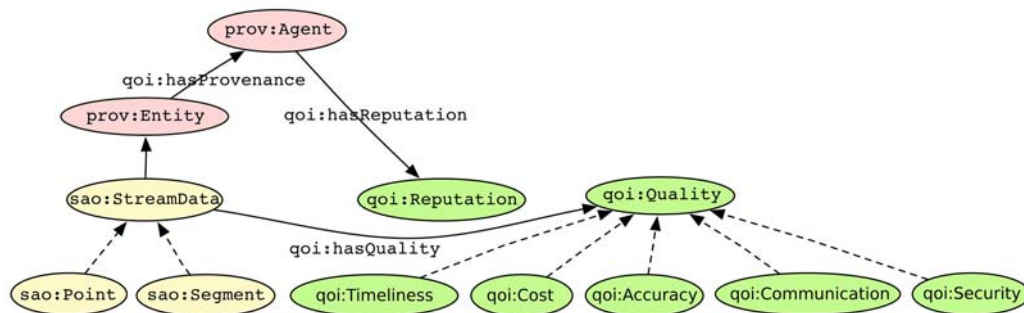 prov:Agent
qoi:hasProvenance
prov:Entity
qoi:hasReputation
sao:StreamData
qoi:Reputation
qoi:Quality
qoi:hasQuality
sao:Point
sao:Segment
qoi:Timeliness
qoi:Cost
qoi:Accuracy
qoi:Communication
qoi:Security